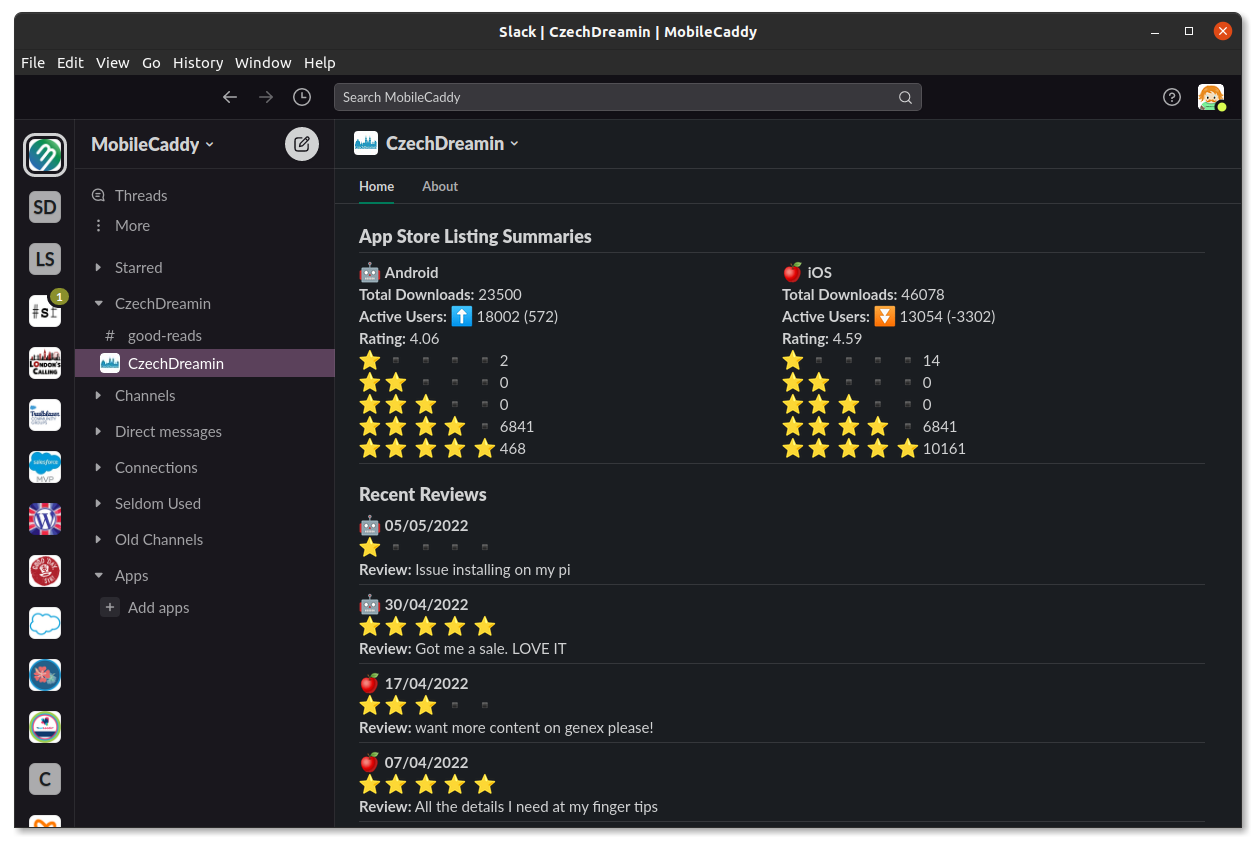 Slack | CzechDreamin | MobileCaddy
File Edit View Go History Window Help
Search MobileCaddy
MobileCaddy
CzechDreamin
Home About
SD
LS
1
#s
LONDON'S
CALLING
salesforce
MVP
C
Threads
More
Starred
CzechDreamin
# good-reads
CzechDreamin
Channels
Direct messages
Connections
Seldom Used
Old Channels
Apps
+ Add apps
App Store Listing Summaries
Android
Total Downloads: 23500
Active Users: 18002 (572)
Rating: 4.06
2
0
0
6841
468
iOS
Total Downloads: 46078
Active Users: 13054 (-3302)
Rating: 4.59
14
0
0
6841
10161
Recent Reviews
05/05/2022
Review: Issue installing on my pi
30/04/2022
Review: Got me a sale. LOVE IT
17/04/2022
Review: want more content on genex please!
07/04/2022
Review: All the details I need at my finger tips